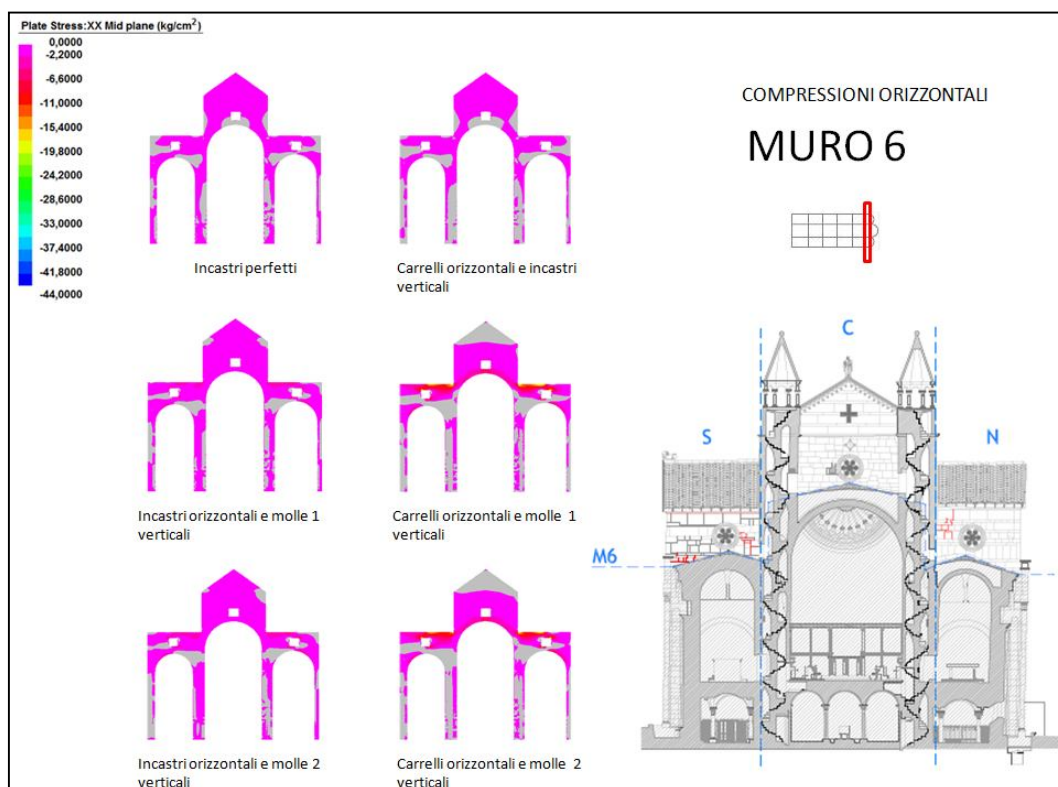 Plate Stress:XX Mid plane (kg/cm²)
0,0000
-2,2000
-6,6000
-11,0000
-15,4000
-19,8000
-24,2000
-28,6000
-33,0000
-37,4000
-41,8000
-44,0000
COMPRESSIONI ORIZZONTALI
MURO 6
Incastri perfetti
Carrelli orizzontali e incastri
verticali
Incastri orizzontali e molle 1
verticali
Carrelli orizzontali e molle 1
verticali
Incastri orizzontali e molle 2
verticali
Carrelli orizzontali e molle 2
verticali
C
S
N
M6